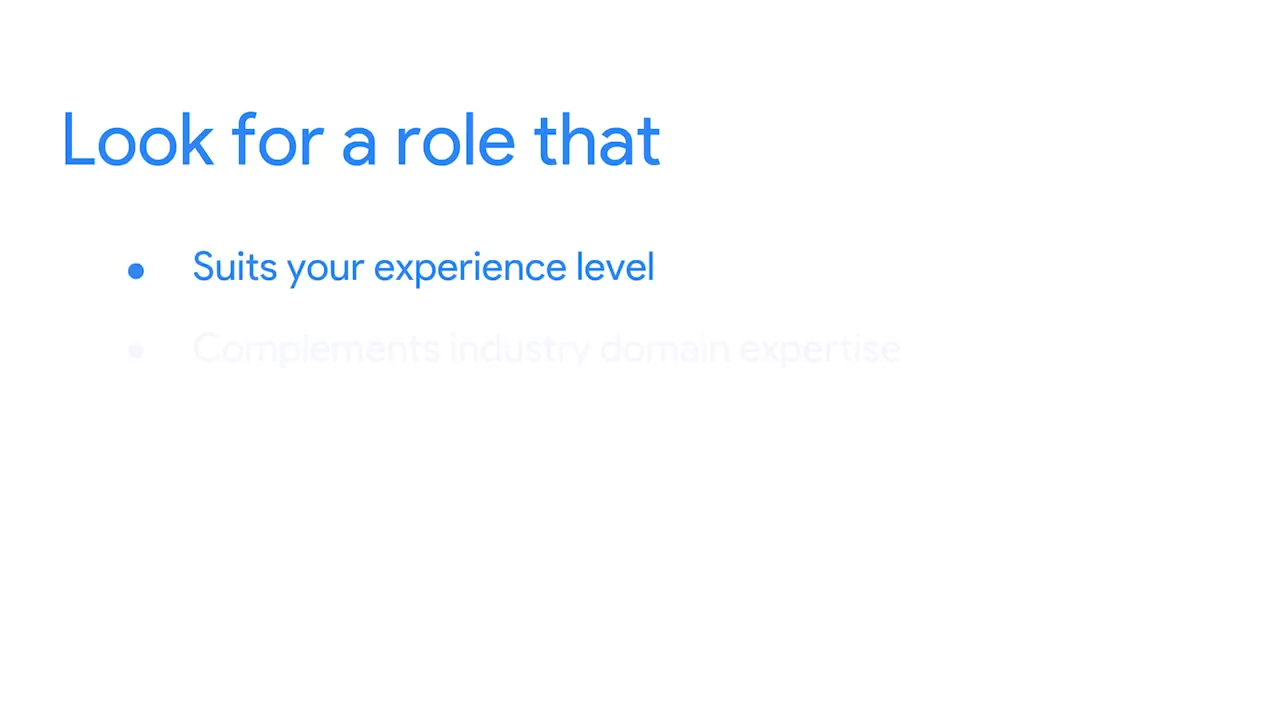 Look for a role that
• Suits your experience level
• Complements industry domain expertise